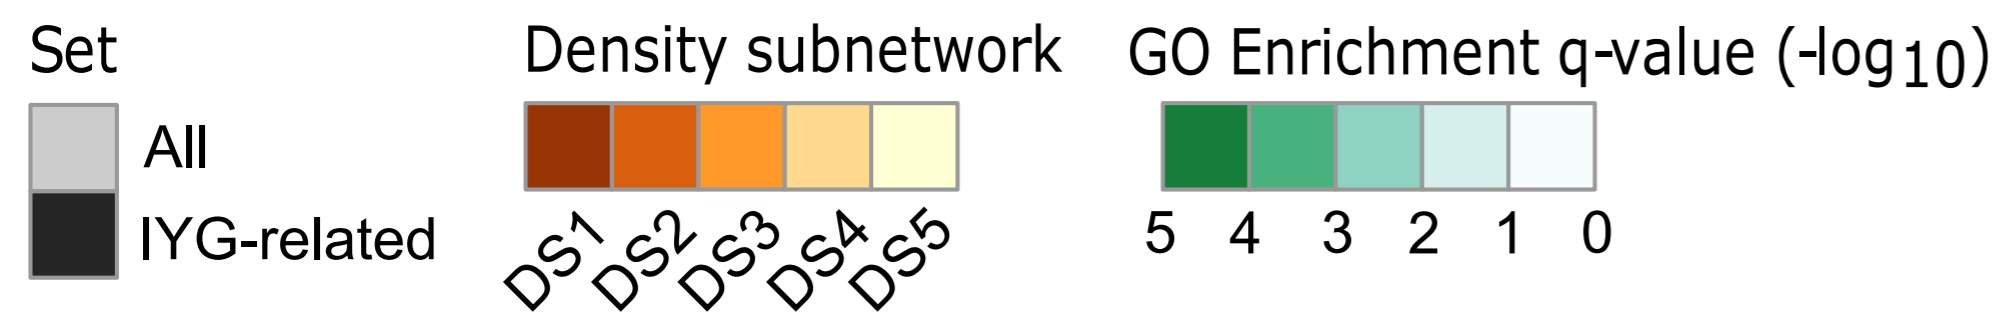 Set
All
IYG-related
Density subnetwork
DS1 DS2 DS3 DS4 DS5
GO Enrichment q-value (-log10)
5 4 3 2 1 0